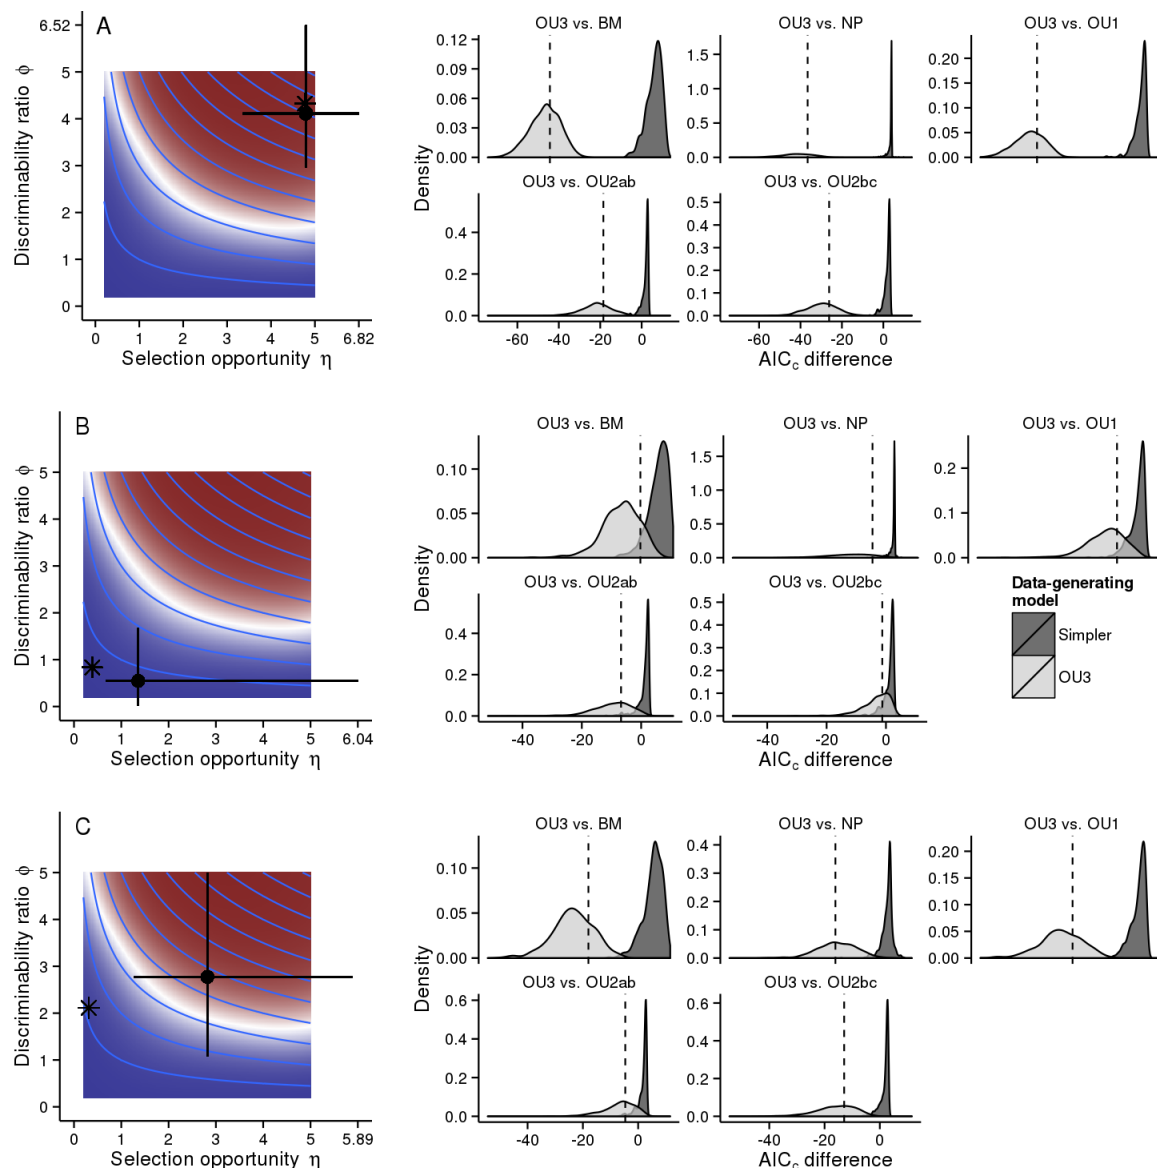 A
6.52
5
4
3
2
1
0
Discriminability ratio ϕ
0 1 2 3 4 5 6.82
Selection opportunity η
Density
OU3 vs. BM
0.12
0.09
0.06
0.03
0.00
OU3 vs. NP
1.5
1.0
0.5
0.0
OU3 vs. OU1
0.20
0.15
0.10
0.05
0.00
OU3 vs. OU2ab
0.4
0.2
0.0
-60 -40 -20 0
OU3 vs. OU2bc
0.5
0.4
0.3
0.2
0.1
0.0
-60 -40 -20 0
AICc difference
B
5
4
3
2
1
0
Discriminability ratio ϕ
0 1 2 3 4 5 6.04
Selection opportunity η
Density
OU3 vs. BM
0.10
0.05
0.00
OU3 vs. NP
1.5
1.0
0.5
0.0
OU3 vs. OU1
0.2
0.1
0.0
OU3 vs. OU2ab
0.4
0.2
0.0
-40 -20 0
OU3 vs. OU2bc
0.5
0.4
0.3
0.2
0.1
0.0
-40 -20 0
AICc difference
Data-generating
model
Simpler
OU3
C
5
4
3
2
1
0
Discriminability ratio ϕ
0 1 2 3 4 5 5.89
Selection opportunity η
Density
OU3 vs. BM
0.10
0.05
0.00
OU3 vs. NP
0.4
0.3
0.2
0.1
0.0
OU3 vs. OU1
0.20
0.15
0.10
0.05
0.00
OU3 vs. OU2ab
0.6
0.4
0.2
0.0
-40 -20 0
OU3 vs. OU2bc
0.6
0.4
0.2
0.0
-40 -20 0
AICc difference